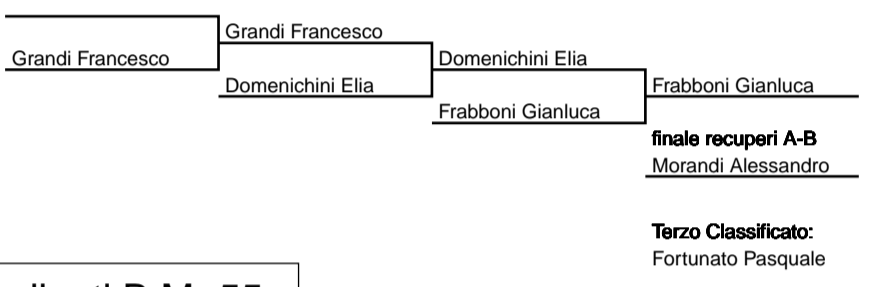 Grandi Francesco
Grandi Francesco
Domenichini Elia
Domenichini Elia
Frabboni Gianluca
Frabboni Gianluca
finale recuperi A-B
Morandi Alessandro
Terzo Classificato:
Fortunato Pasquale